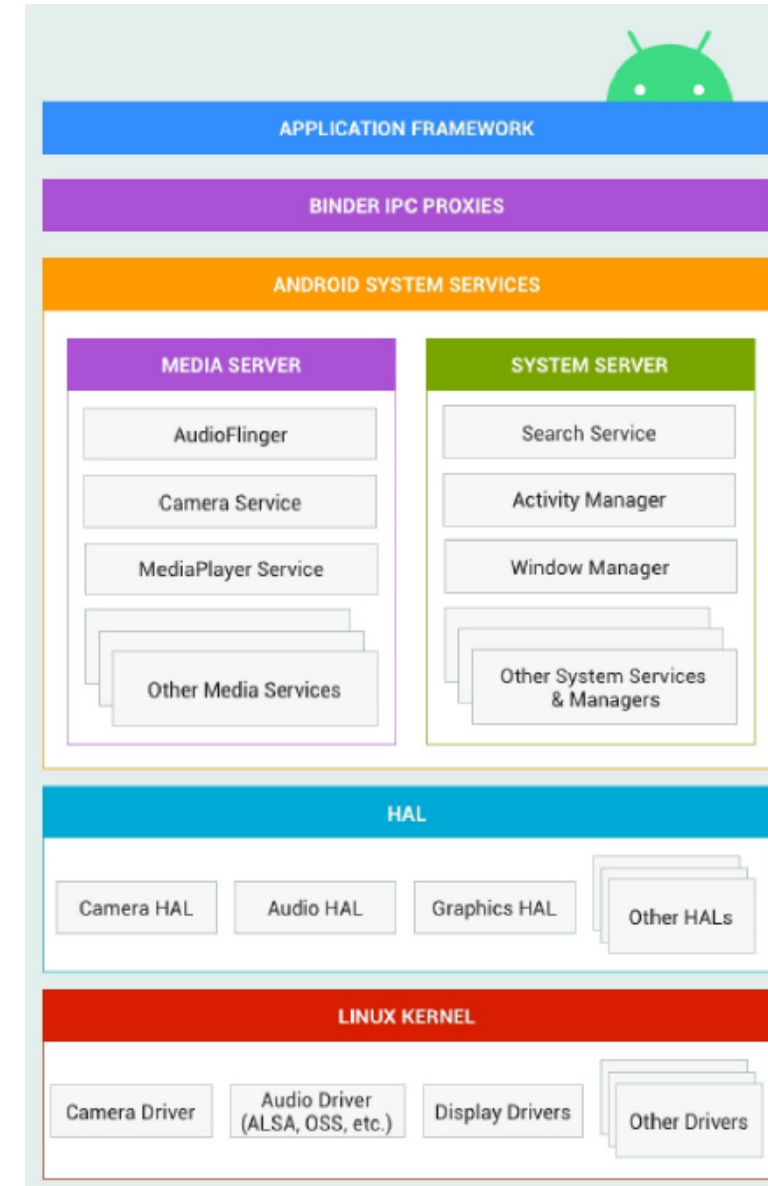 APPLICATION FRAMEWORK
BINDER IPC PROXIES
ANDROID SYSTEM SERVICES
MEDIA SERVER
AudioFlinger
Camera Service
MediaPlayer Service
Other Media Services
SYSTEM SERVER
Search Service
Activity Manager
Window Manager
Other System Services
& Managers
HAL
Camera HAL
Audio HAL
Graphics HAL
Other HALs
LINUX KERNEL
Camera Driver
Audio Driver
(ALSA, OSS, etc.)
Display Drivers
Other Drivers